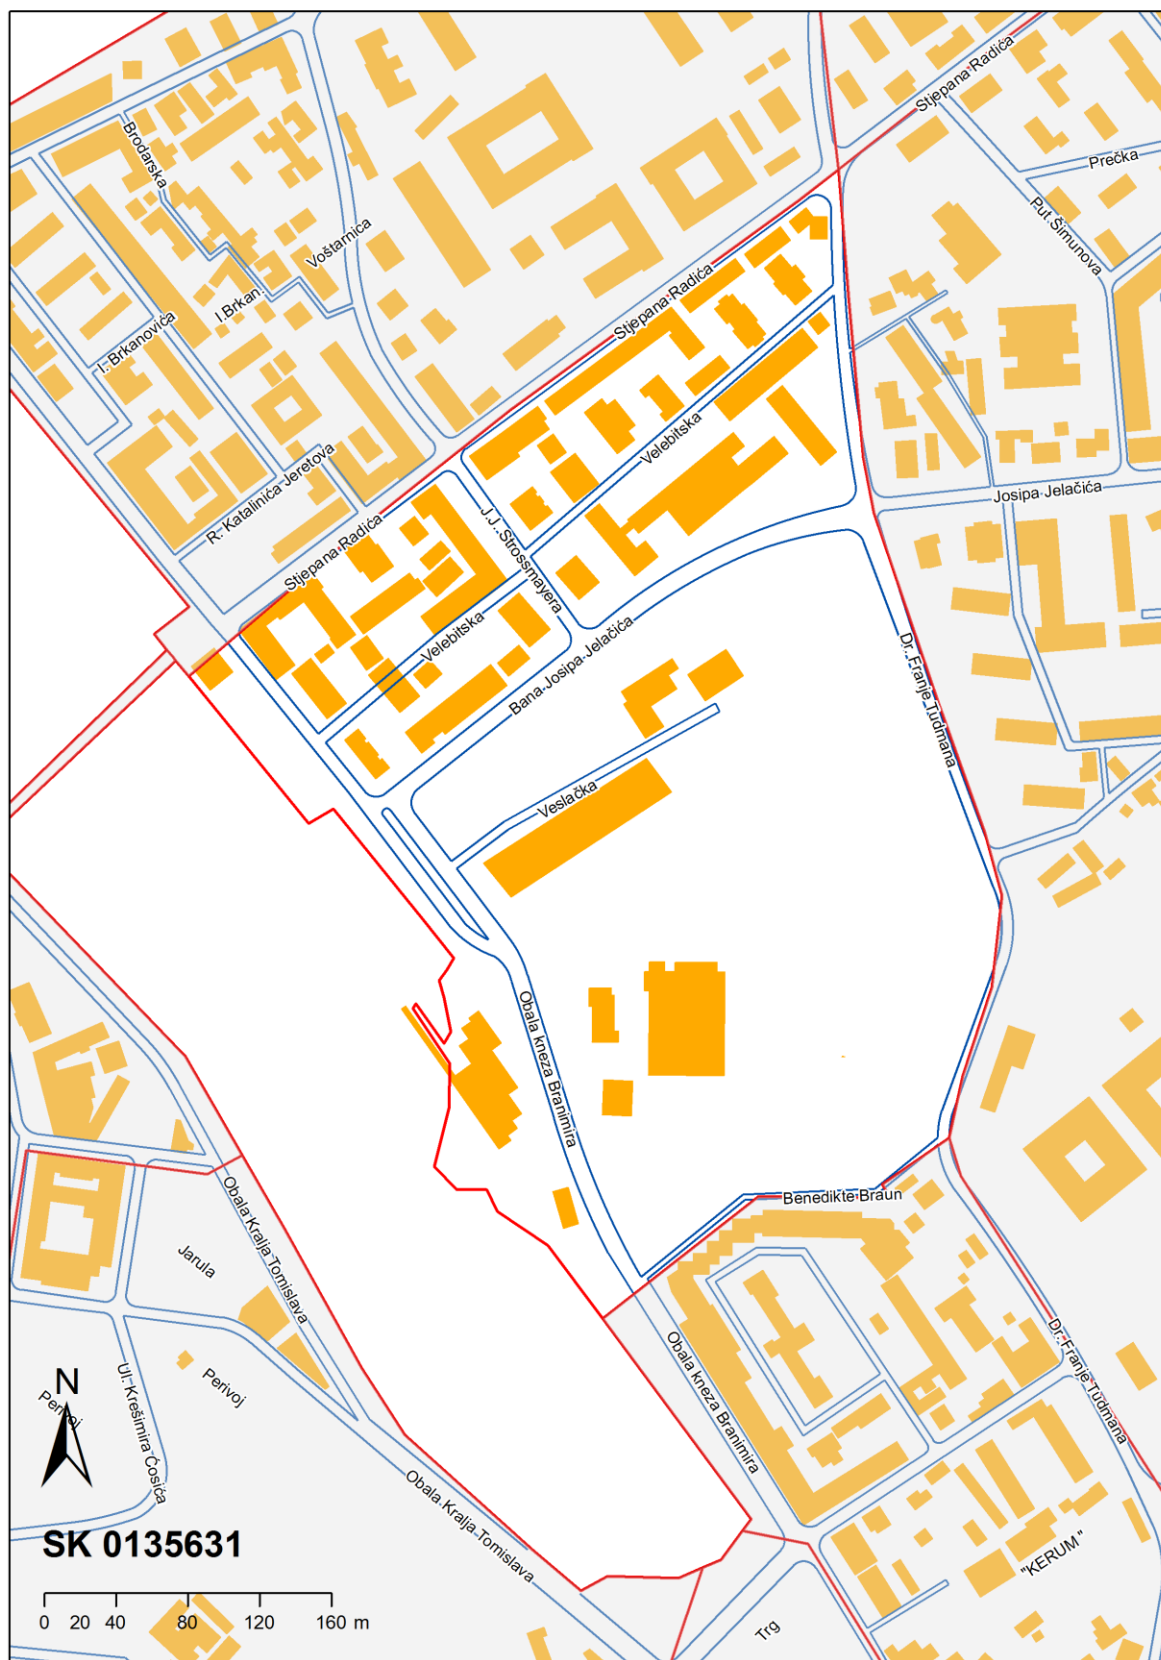 Stjepana Radića
Brodarska
Prečka
Put Šimunova
Voštarnica
I.Brkan.
Stjepana Radića
I. Brkanovića
Velebitska
R. Katalinića Jeretova
Josipa Jelačića
Stjepana Radića
J.J. Strossmayera
Velebitska
Bana Josipa Jelačića
Dr. Franje Tuđmana
Veslačka
Obala kneza Branimira
Benedikte Braun
Obala Kralja Tomislava
Jarula
Obala kneza Branimira
Dr. Franje Tuđmana
Ul. Krešimira Ćosića
Perivoj
N
Perivoj
Obala Kralja Tomislava
SK 0135631
"KERUM"
0 20 40 80 120 160 m
Trg